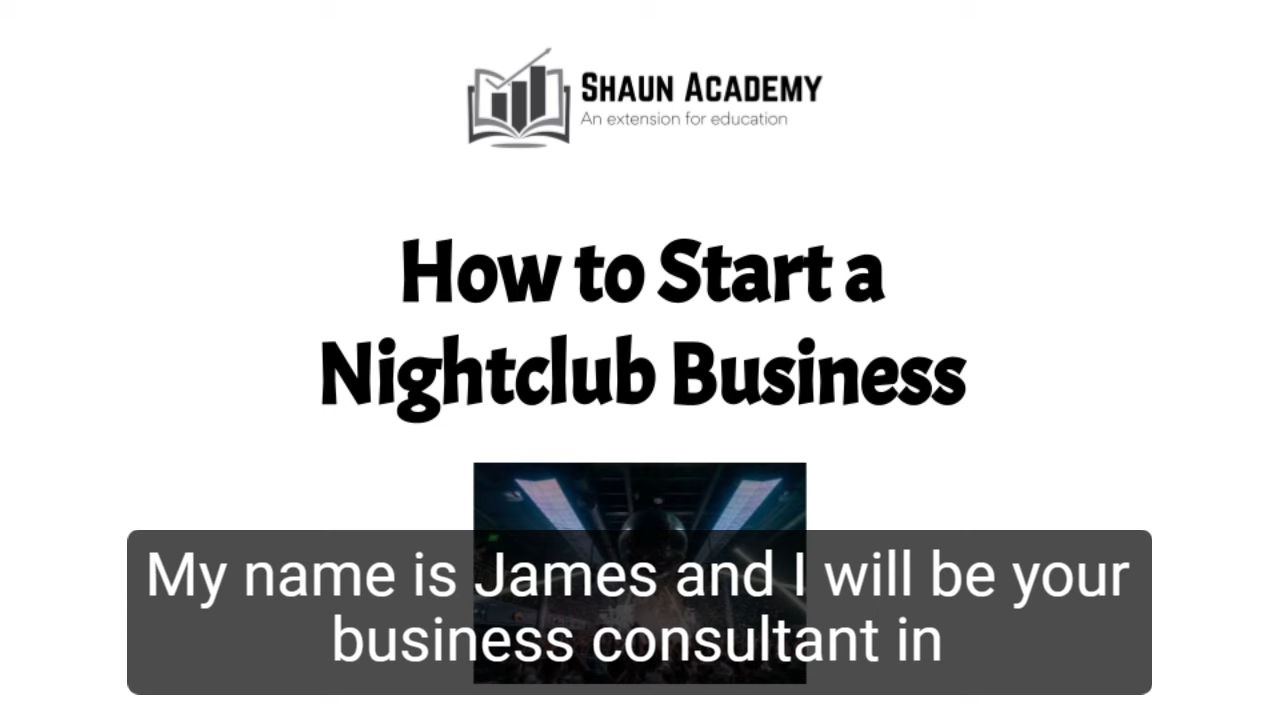 SHAUN ACADEMY
An extension for education
How to Start a
Nightclub Business
My name is James and I will be your
business consultant in